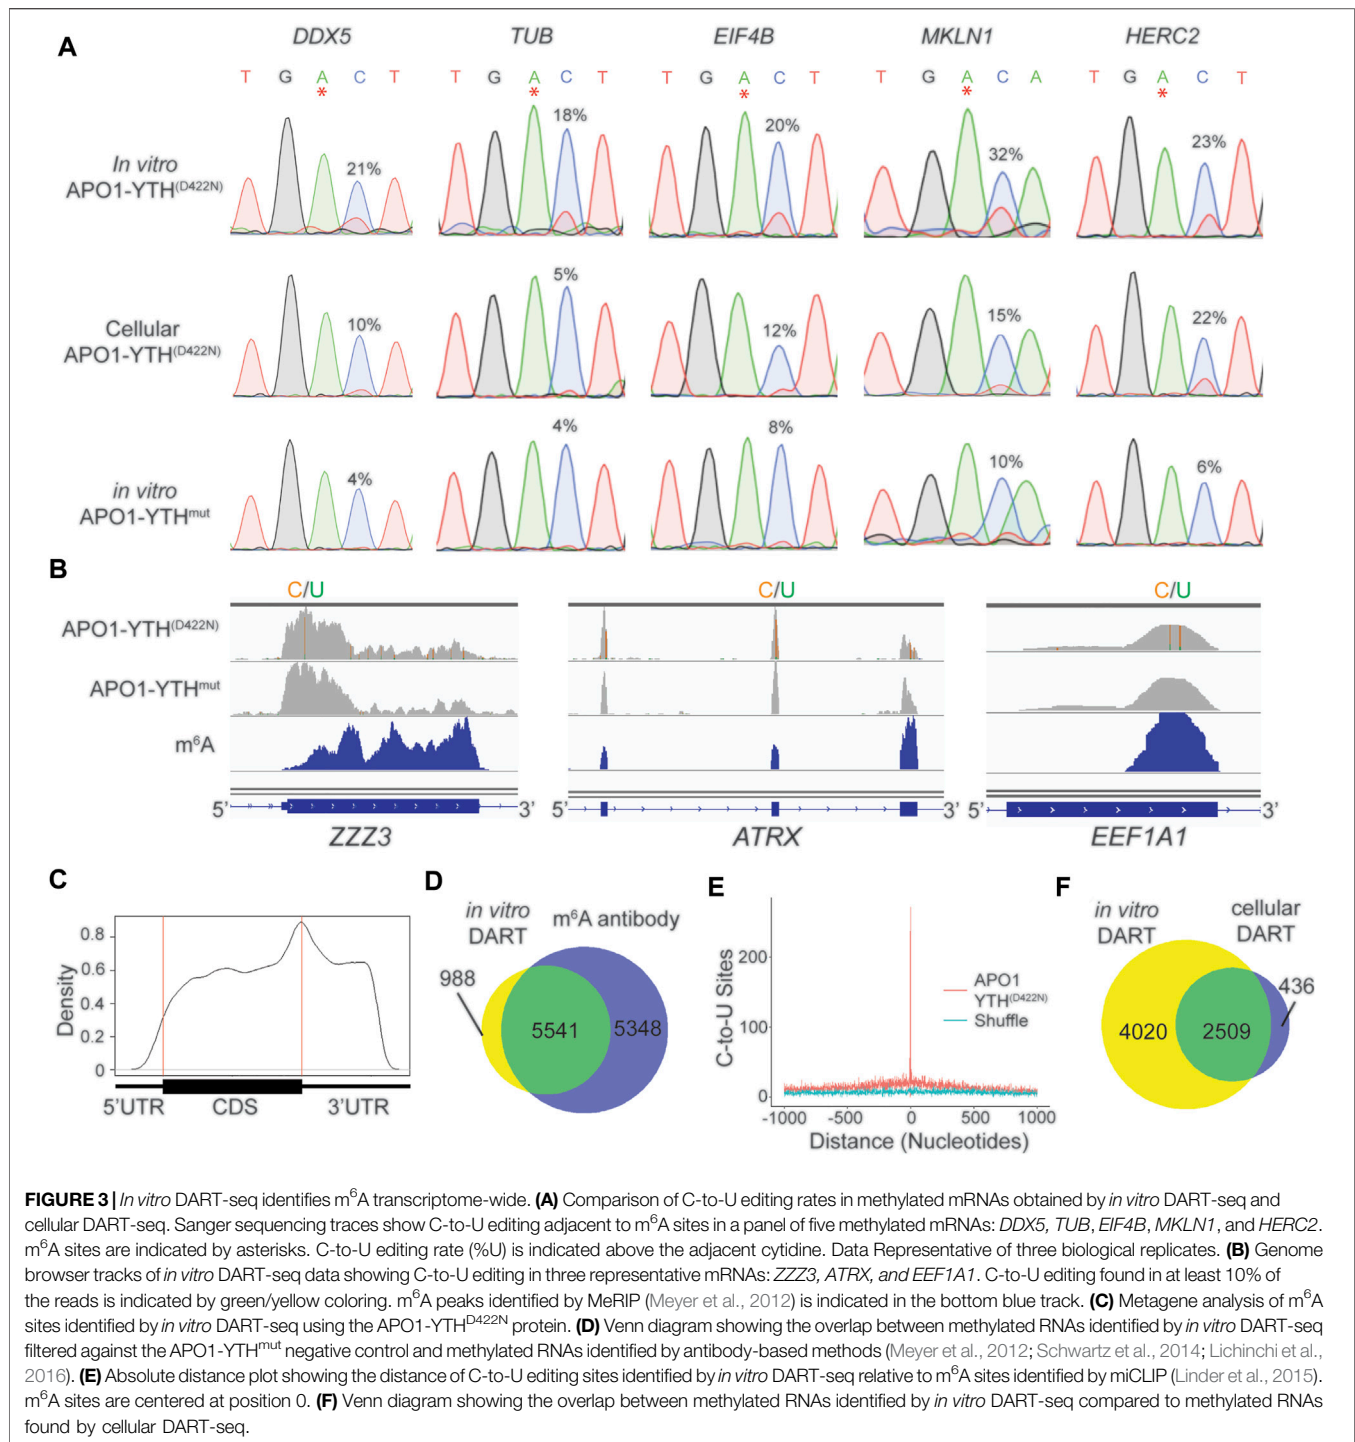 A
DDX5 TUB EIF4B MKLN1 HERC2
T G A C T T G A C T T G A C T T G A C A T G A C T
* * * * *
In vitro
APO1-YTH(D422N)
21% 18% 20% 32% 23%
Cellular
APO1-YTH(D422N)
10% 5% 12% 15% 22%
in vitro
APO1-YTHmut
4% 4% 8% 10% 6%
B
C/U C/U C/U
APO1-YTH(D422N)
APO1-YTHmut
m6A
5' 3' 5' 3' 5' 3'
ZZZ3 ATRX EEF1A1
C
Density
0.8
0.6
0.4
0.2
0
5'UTR CDS 3'UTR
D
in vitro
DART
m6A antibody
988
5541
5348
E
C-to-U Sites
200
100
0
APO1
YTH(D422N)
Shuffle
-1000 -500 0 500 1000
Distance (Nucleotides)
F
in vitro
DART
cellular
DART
436
4020
2509
FIGURE 3 | In vitro DART-seq identifies m6A transcriptome-wide. (A) Comparison of C-to-U editing rates in methylated mRNAs obtained by in vitro DART-seq and
cellular DART-seq. Sanger sequencing traces show C-to-U editing adjacent to m6A sites in a panel of five methylated mRNAs: DDX5, TUB, EIF4B, MKLN1, and HERC2.
m6A sites are indicated by asterisks. C-to-U editing rate (%U) is indicated above the adjacent cytidine. Data Representative of three biological replicates. (B) Genome
browser tracks of in vitro DART-seq data showing C-to-U editing in three representative mRNAs: ZZZ3, ATRX, and EEF1A1. C-to-U editing found in at least 10% of
the reads is indicated by green/yellow coloring. m6A peaks identified by MeRIP (Meyer et al., 2012) is indicated in the bottom blue track. (C) Metagene analysis of m6A
sites identified by in vitro DART-seq using the APO1-YTHD422N protein. (D) Venn diagram showing the overlap between methylated RNAs identified by in vitro DART-seq
filtered against the APO1-YTHmut negative control and methylated RNAs identified by antibody-based methods (Meyer et al., 2012; Schwartz et al., 2014; Lichinchi et al.,
2016). (E) Absolute distance plot showing the distance of C-to-U editing sites identified by in vitro DART-seq relative to m6A sites identified by miCLIP (Linder et al., 2015).
m6A sites are centered at position 0. (F) Venn diagram showing the overlap between methylated RNAs identified by in vitro DART-seq compared to methylated RNAs
found by cellular DART-seq.